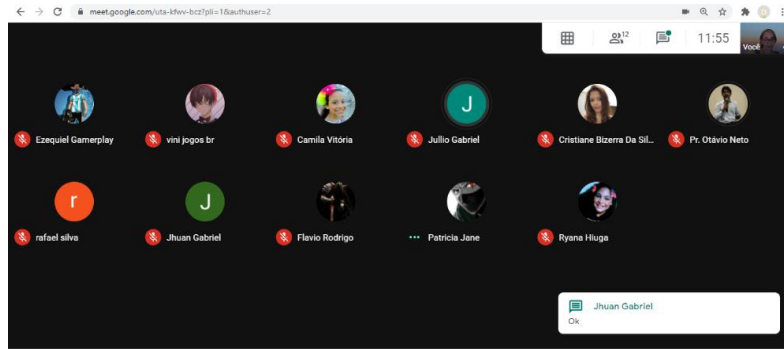 meet.google.com/uta-kfwv-bcz?pli=1&authuser=2
12
11:55
Você
Ezequiel Gamerplay
vini jogos br
Camila Vitória
J
Jullio Gabriel
Cristiane Bizerra Da Sil...
Pr. Otávio Neto
r
rafael silva
J
Jhuan Gabriel
Flavio Rodrigo
Patricia Jane
Ryana Hiuga
Jhuan Gabriel
Ok